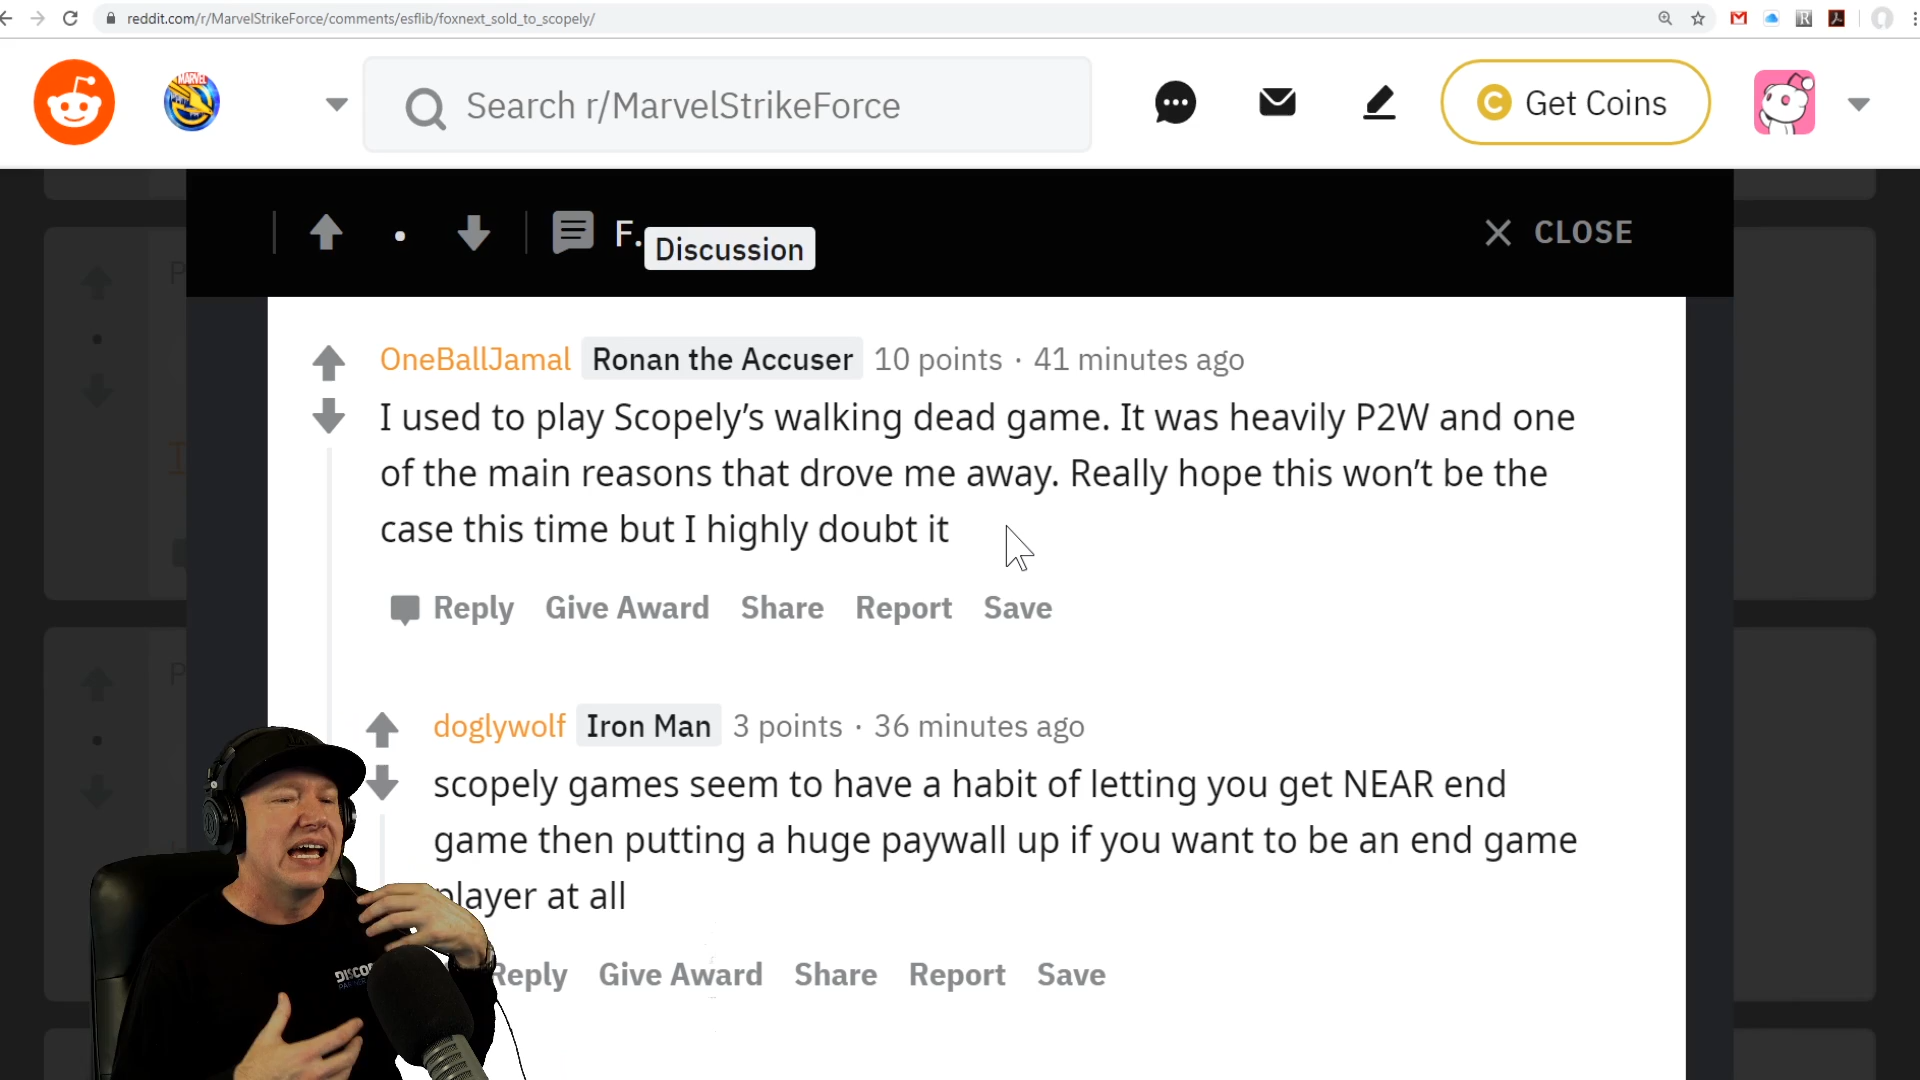 reddit.com/r/MarvelStrikeForce/comments/esflib/foxnext_sold_to_scopely/
MARVEL
Search r/MarvelStrikeForce
Get Coins
F.
Discussion
CLOSE
OneBallJamal Ronan the Accuser 10 points · 41 minutes ago
I used to play Scopely’s walking dead game. It was heavily P2W and one
of the main reasons that drove me away. Really hope this won’t be the
case this time but I highly doubt it
Reply Give Award Share Report Save
doglywolf Iron Man 3 points · 36 minutes ago
scopely games seem to have a habit of letting you get NEAR end
game then putting a huge paywall up if you want to be an end game
player at all
Reply Give Award Share Report Save